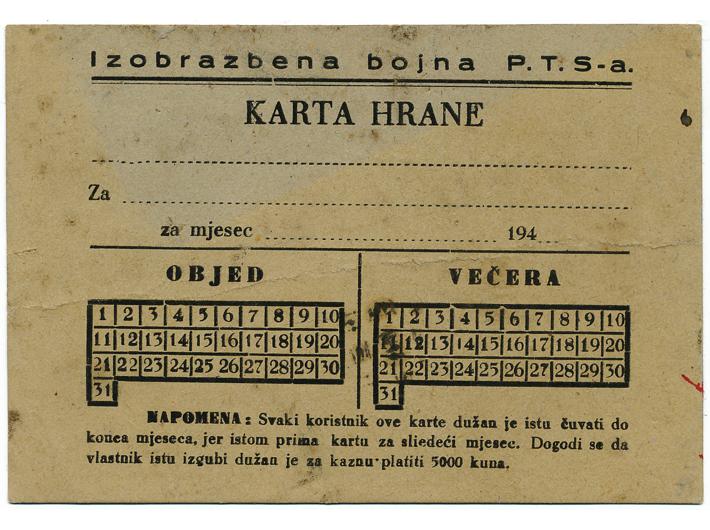 Izobrazbena bojna P. T. S-a.
KARTA HRANE
Za
za mjesec 194
OBJED VEČERA
1 2 3 4 5 6 7 8 9 10 1 2 3 4 5 6 7 8 9 10
11 12 13 14 15 16 17 18 19 20 11 12 13 14 15 16 17 18 19 20
21 22 23 24 25 26 27 28 29 30 21 22 23 24 25 26 27 28 29 30
31 31
NAPOMENA: Svaki koristnik ove karte dužan je istu čuvati do
konca mjeseca, jer istom prima kartu za sliedeći mjesec. Dogodi se da
vlastnik istu izgubi dužan je za kaznu platiti 5000 kuna.